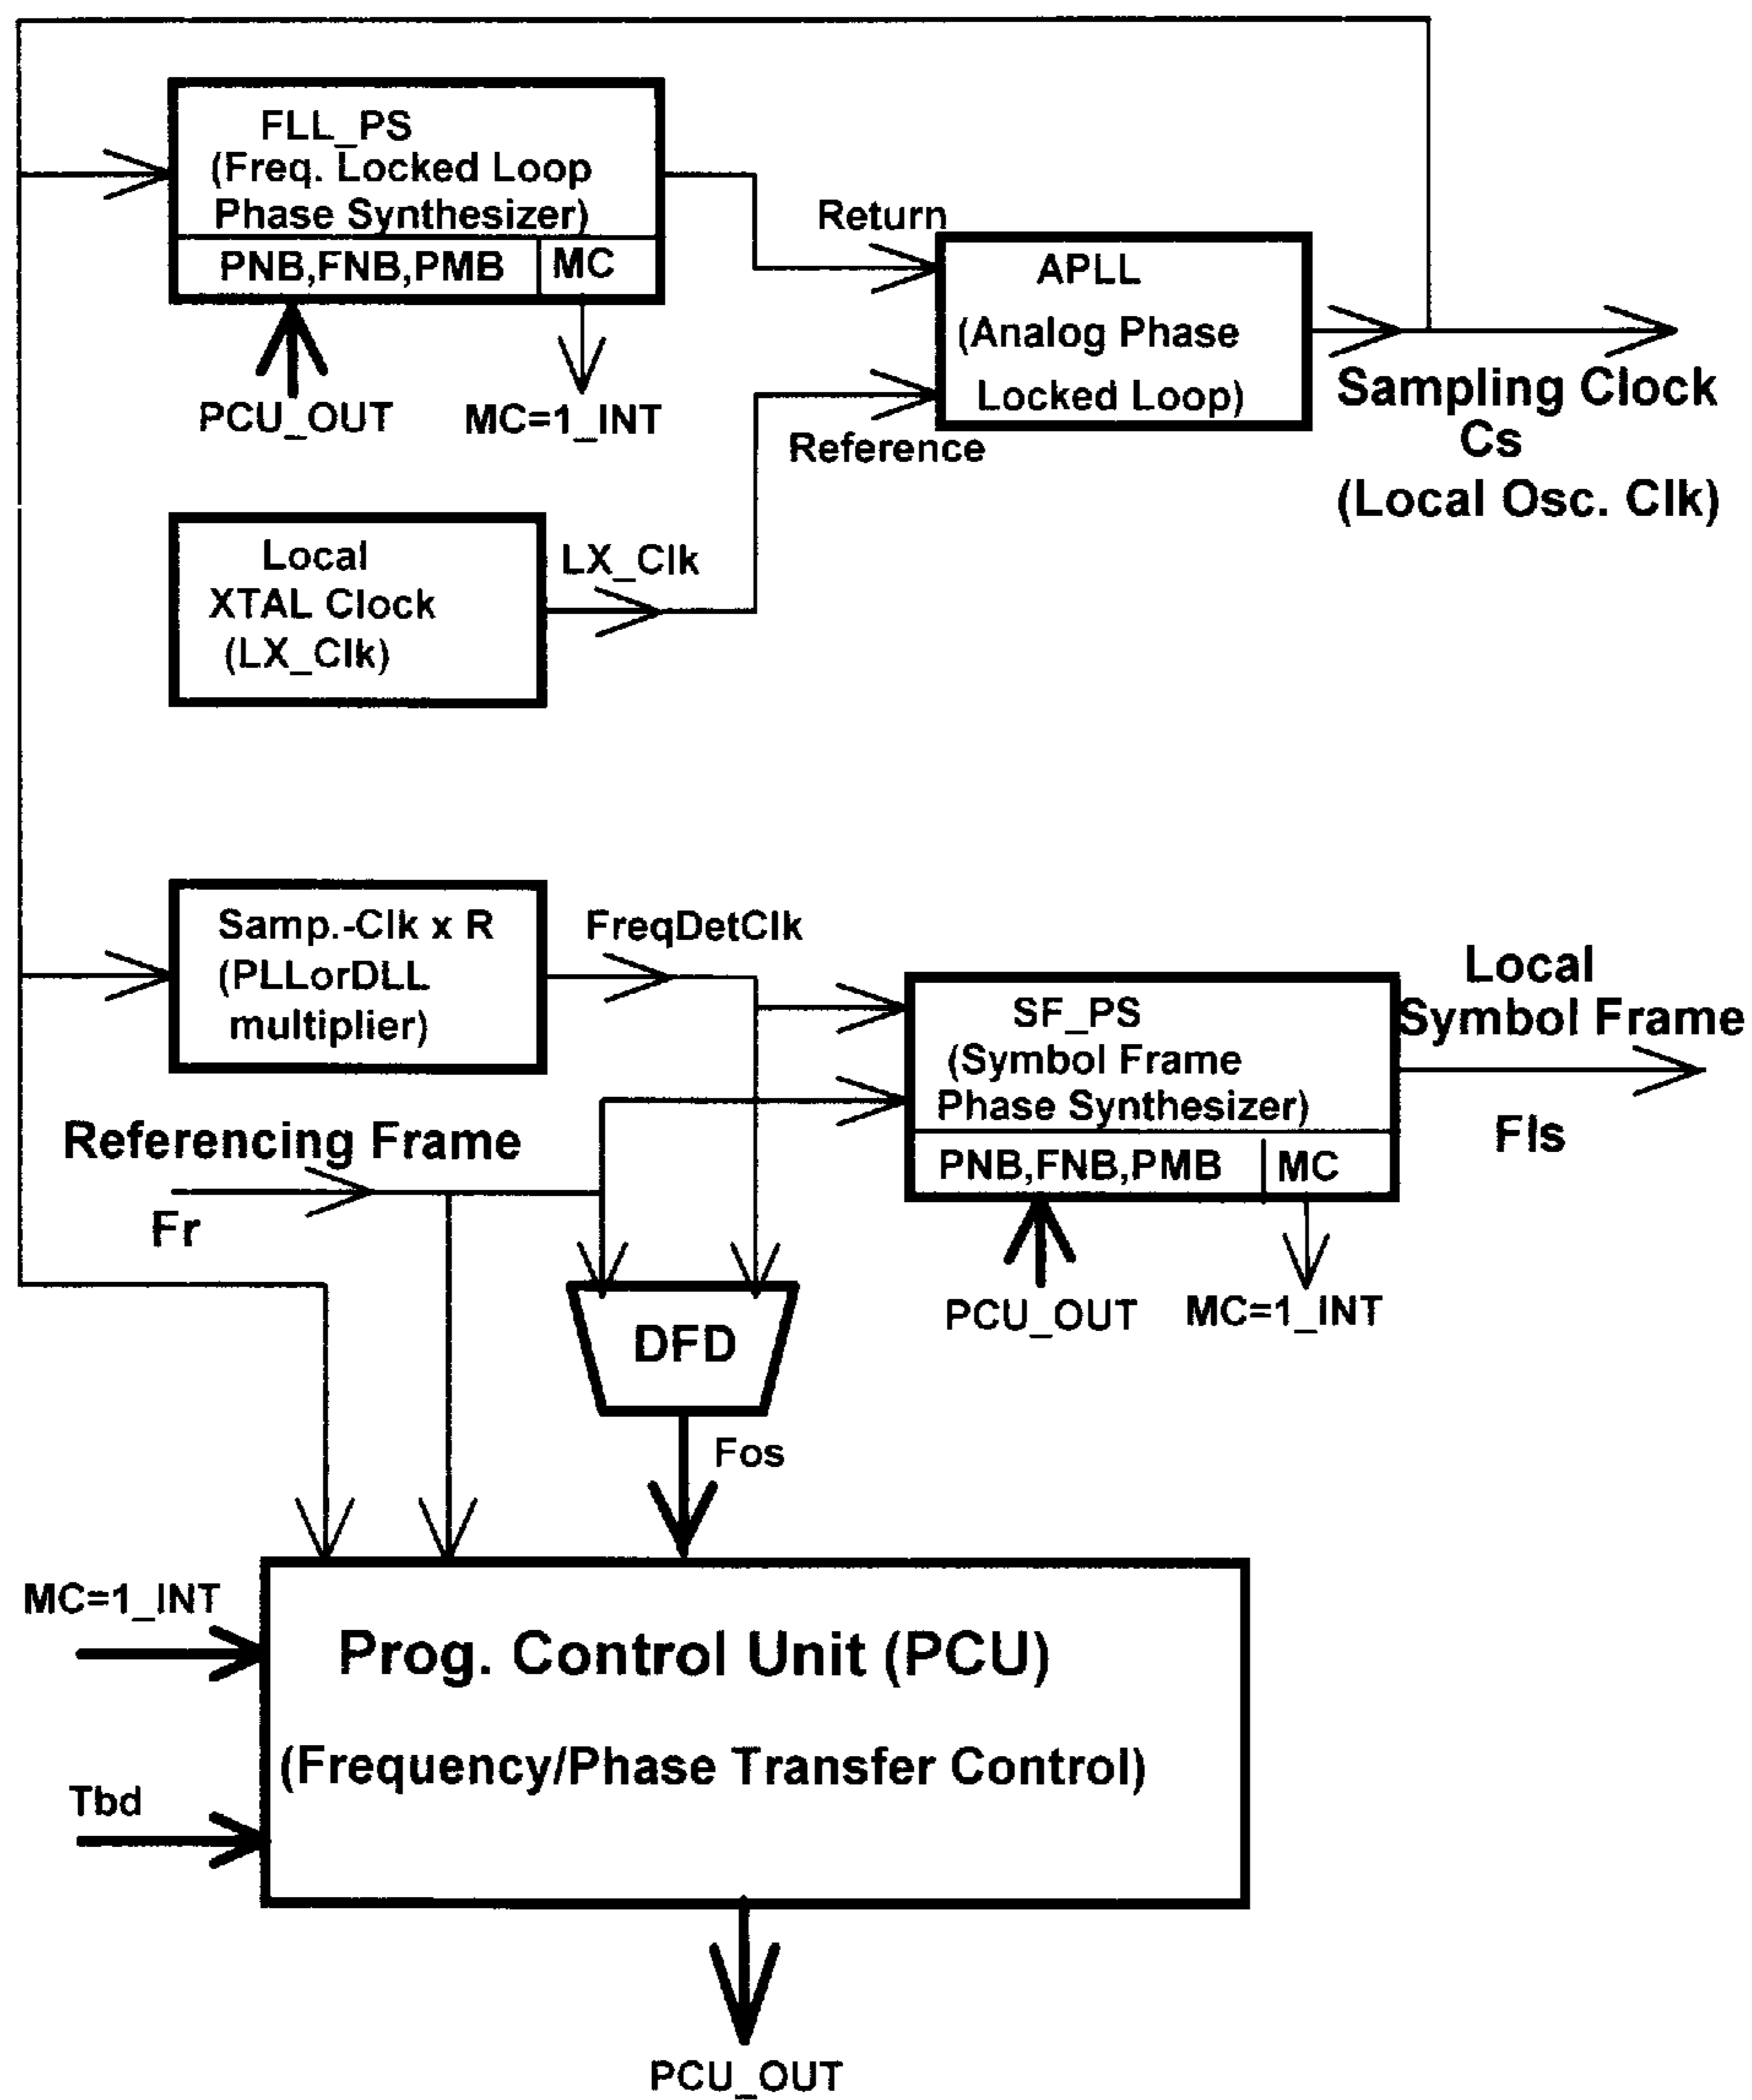 FLL_PS
(Freq. Locked Loop
Phase Synthesizer)
PNB,FNB,PMB
MC
PCU_OUT
MC=1_INT
Return
APLL
(Analog Phase
Locked Loop)
Reference
Sampling Clock
Cs
(Local Osc. Clk)
Local
XTAL Clock
(LX_Clk)
LX_Clk
Samp.-Clk x R
(PLLorDLL
multiplier)
FreqDetClk
SF_PS
(Symbol Frame
Phase Synthesizer)
PNB,FNB,PMB
MC
Local
Symbol Frame
Fls
Referencing Frame
Fr
PCU_OUT
MC=1_INT
DFD
Fos
MC=1_INT
Prog. Control Unit (PCU)
(Frequency/Phase Transfer Control)
Tbd
PCU_OUT